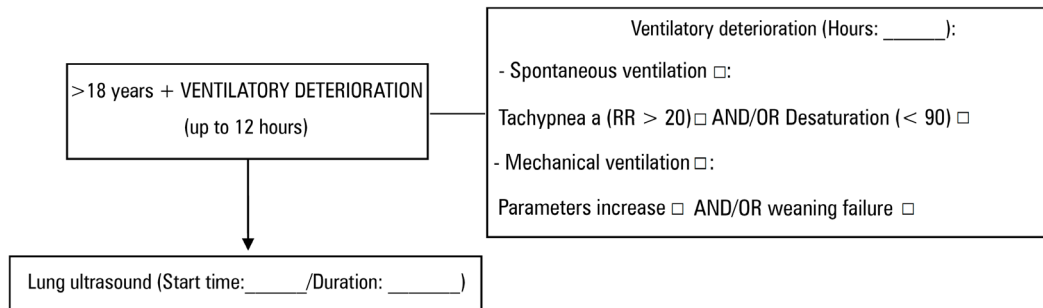 >18 years + VENTILATORY DETERIORATION
(up to 12 hours)
Ventilatory deterioration (Hours: ______):
- Spontaneous ventilation □:
Tachypnea a (RR > 20) □ AND/OR Desaturation (< 90) □
- Mechanical ventilation □:
Parameters increase □ AND/OR weaning failure □
Lung ultrasound (Start time:______/Duration: _______)